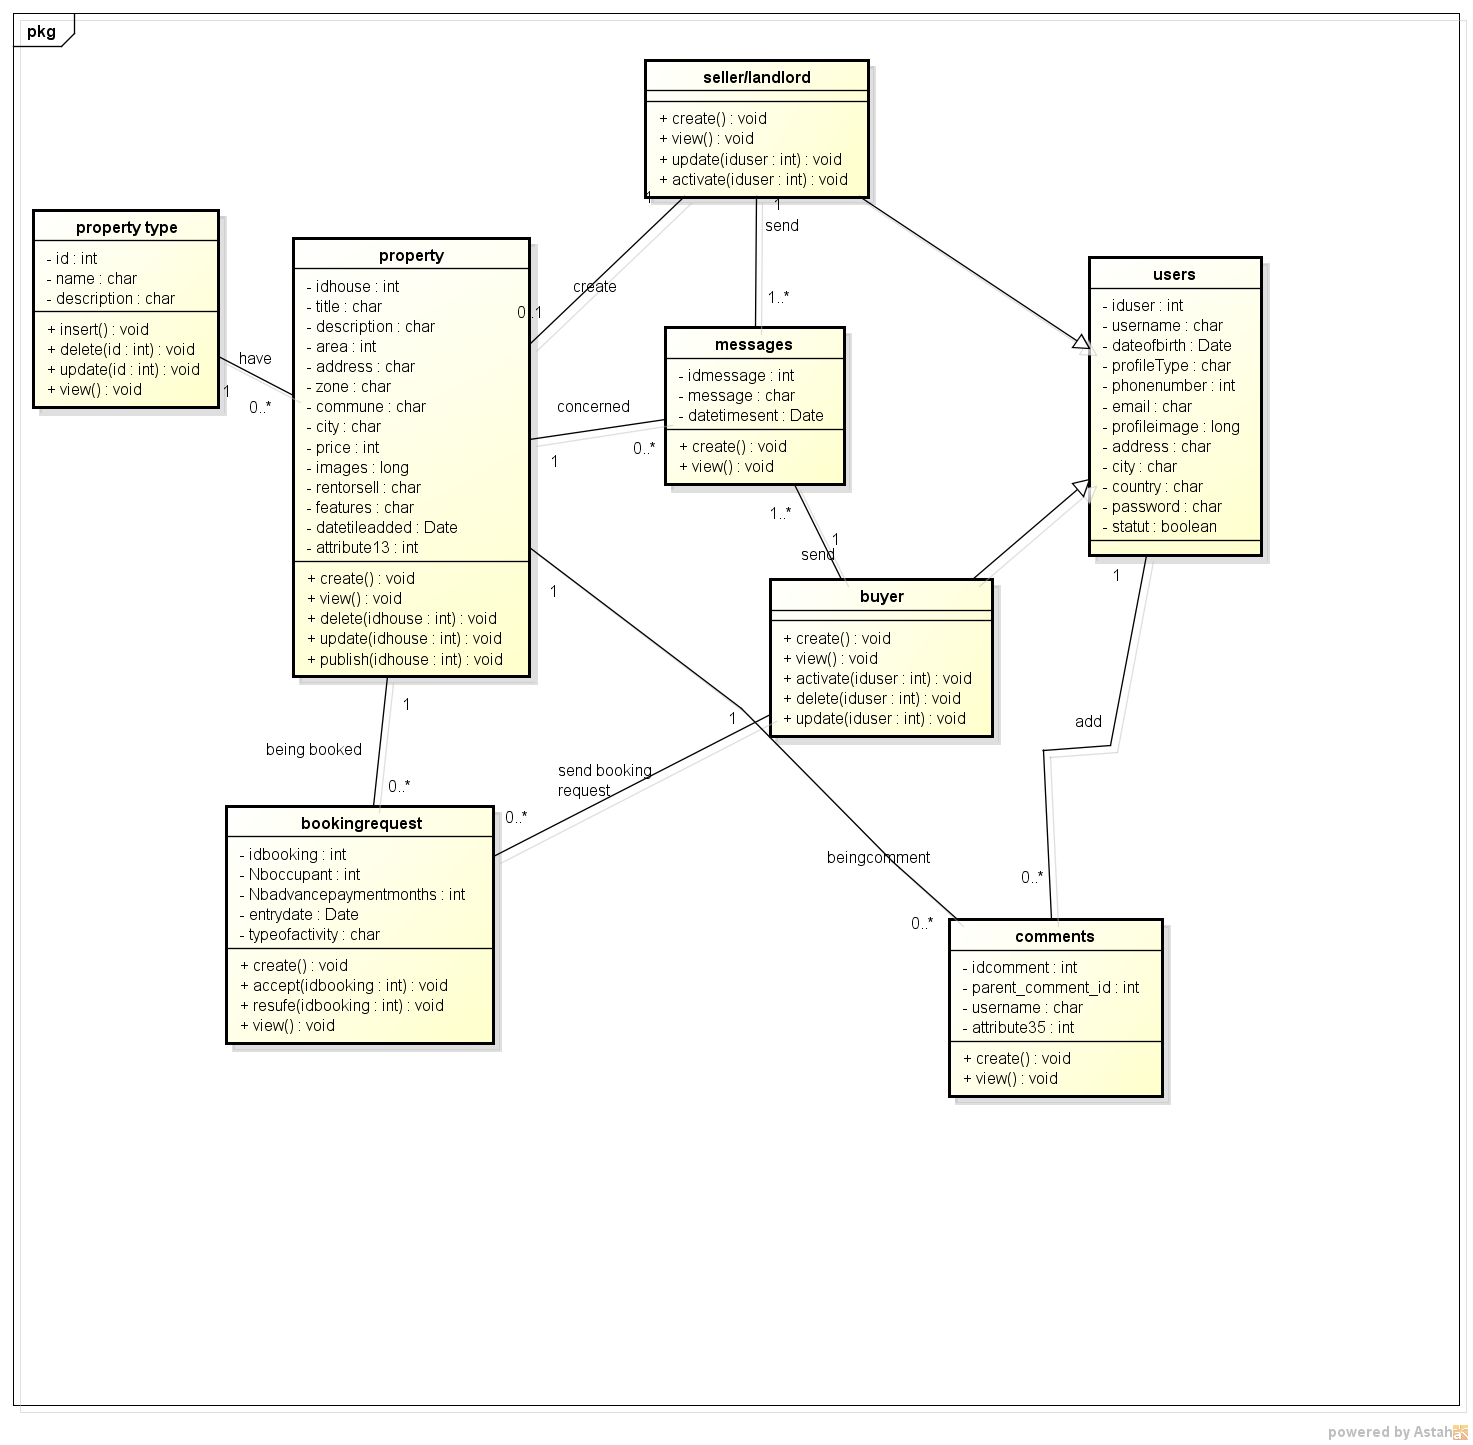 pkg
seller/landlord
+ create() : void
+ view() : void
+ update(iduser : int) : void
+ activate(iduser : int) : void
1
1
send
create
0..1
1..*
property type
- id : int
- name : char
- description : char
+ insert() : void
+ delete(id : int) : void
+ update(id : int) : void
+ view() : void
have
1
0..*
property
- idhouse : int
- title : char
- description : char
- area : int
- address : char
- zone : char
- commune : char
- city : char
- price : int
- images : long
- rentorsell : char
- features : char
- datetileadded : Date
- attribute13 : int
+ create() : void
+ view() : void
+ delete(idhouse : int) : void
+ update(idhouse : int) : void
+ publish(idhouse : int) : void
messages
- idmessage : int
- message : char
- datetimesent : Date
+ create() : void
+ view() : void
concerned
0..*
1
users
- iduser : int
- username : char
- dateofbirth : Date
- profileType : char
- phonenumber : int
- email : char
- profileimage : long
- address : char
- city : char
- country : char
- password : char
- statut : boolean
1..*
1
send
buyer
+ create() : void
+ view() : void
+ activate(iduser : int) : void
+ delete(iduser : int) : void
+ update(iduser : int) : void
1
1
1
being booked
0..*
1
send booking
request
0..*
add
0..*
beingcomment
0..*
bookingrequest
- idbooking : int
- Nboccupant : int
- Nbadvancepaymentmonths : int
- entrydate : Date
- typeofactivity : char
+ create() : void
+ accept(idbooking : int) : void
+ resufe(idbooking : int) : void
+ view() : void
comments
- idcomment : int
- parent_comment_id : int
- username : char
- attribute35 : int
+ create() : void
+ view() : void
powered by Astah